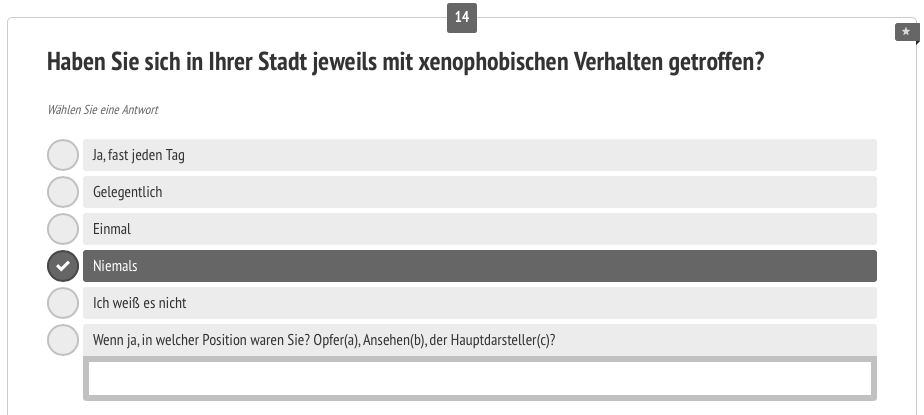 14
Haben Sie sich in Ihrer Stadt jeweils mit xenophobischen Verhalten getroffen?
Wählen Sie eine Antwort
Ja, fast jeden Tag
Gelegentlich
Einmal
Niemals
Ich weiß es nicht
Wenn ja, in welcher Position waren Sie? Opfer(a), Ansehen(b), der Hauptdarsteller(c)?